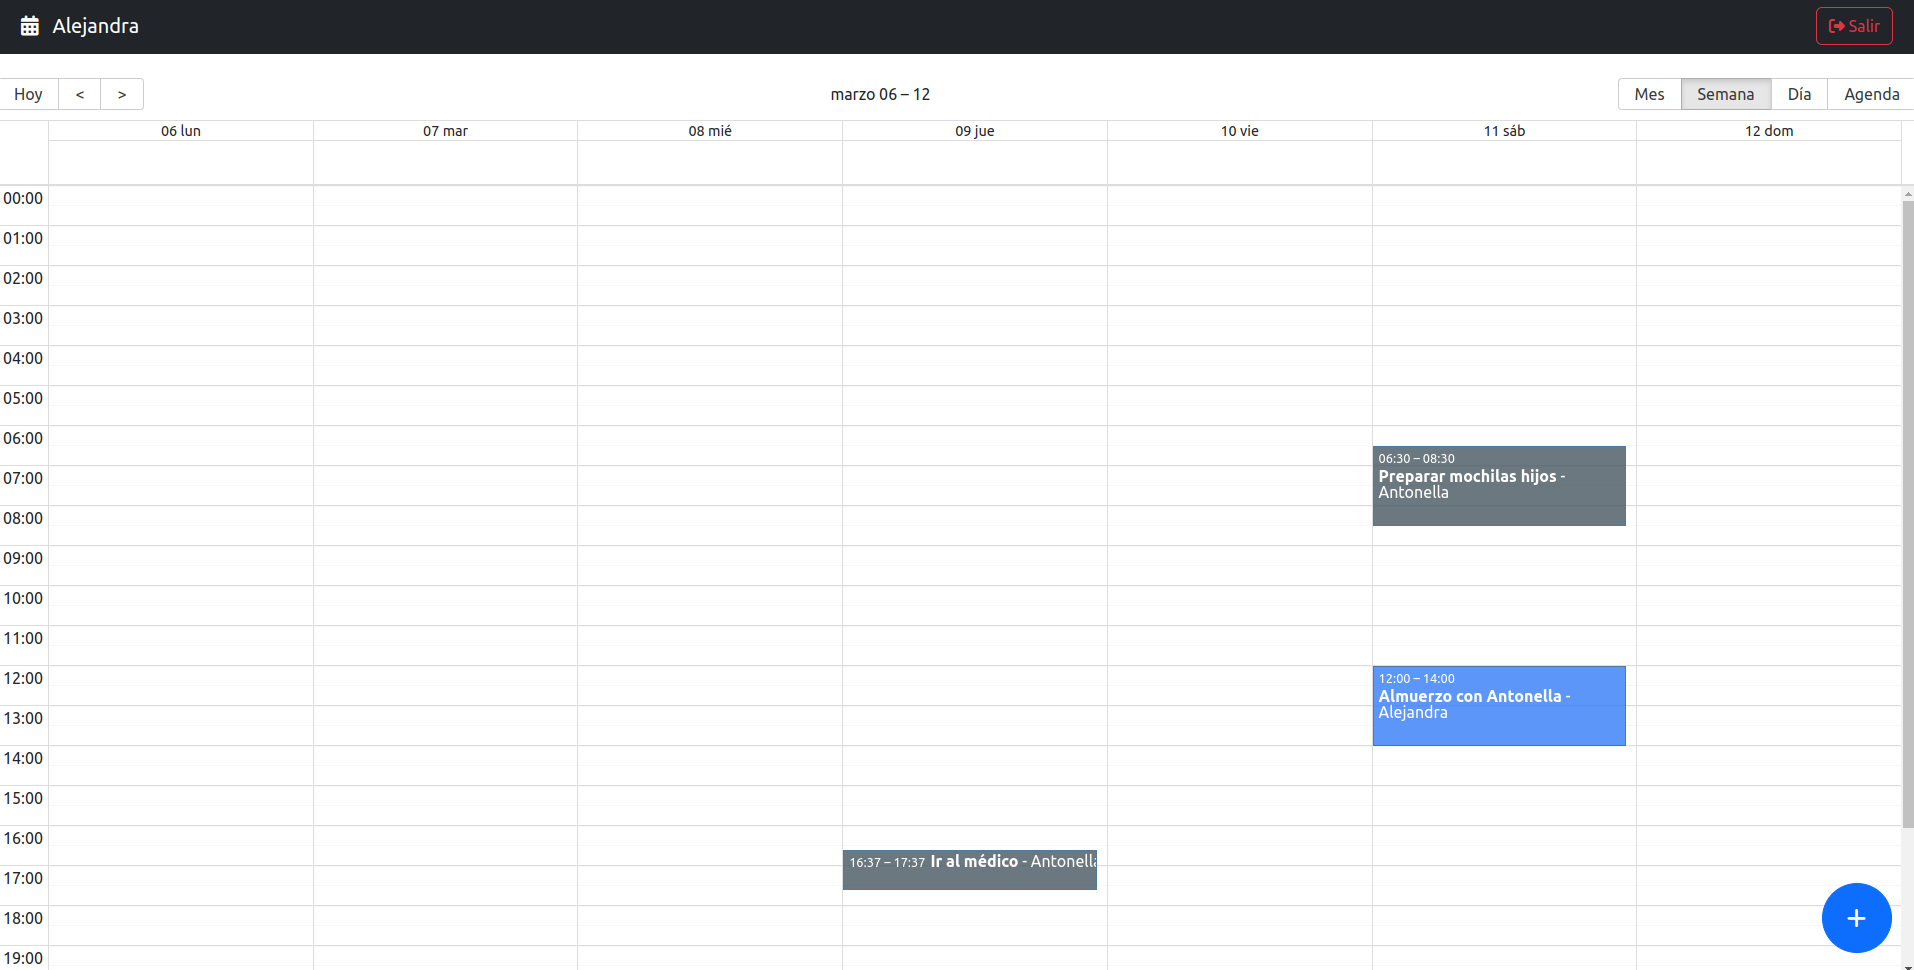 Alejandra
Salir
Hoy < >
marzo 06 – 12
Mes Semana Día Agenda
06 lun 07 mar 08 mié 09 jue 10 vie 11 sáb 12 dom
00:00
01:00
02:00
03:00
04:00
05:00
06:00
06:30 – 08:30
Preparar mochilas hijos -
Antonella
07:00
08:00
09:00
10:00
11:00
12:00
12:00 – 14:00
Almuerzo con Antonella -
Alejandra
13:00
14:00
15:00
16:00
16:37 – 17:37 Ir al médico - Antonella
17:00
18:00
+
19:00